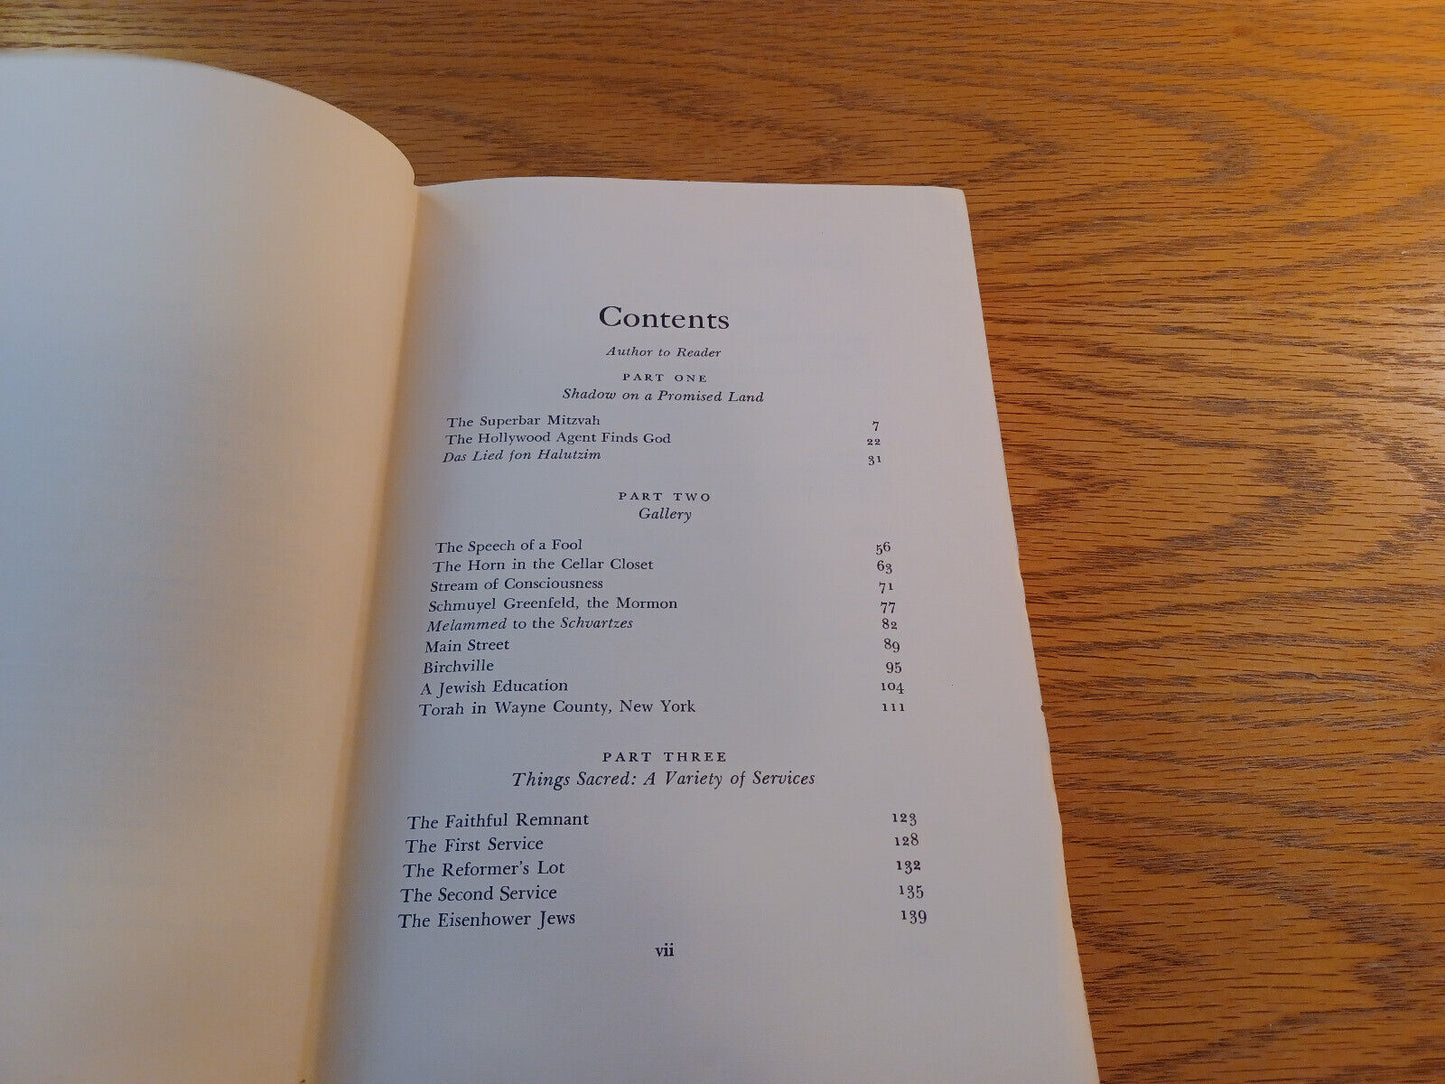 Contents
Author to Reader
PART ONE
Shadow on a Promised Land
The Superbar Mitzvah 7
The Hollywood Agent Finds God 22
Das Lied fon Halutzim 31
PART TWO
Gallery
The Speech of a Fool 56
The Horn in the Cellar Closet 63
Stream of Consciousness 71
Schmuyel Greenfeld, the Mormon 77
Melammed to the Schvartzes 82
Main Street 89
Birchville 95
A Jewish Education 104
Torah in Wayne County, New York 111
PART THREE
Things Sacred: A Variety of Services
The Faithful Remnant 123
The First Service 128
The Reformer's Lot 132
The Second Service 135
The Eisenhower Jews 139
vii